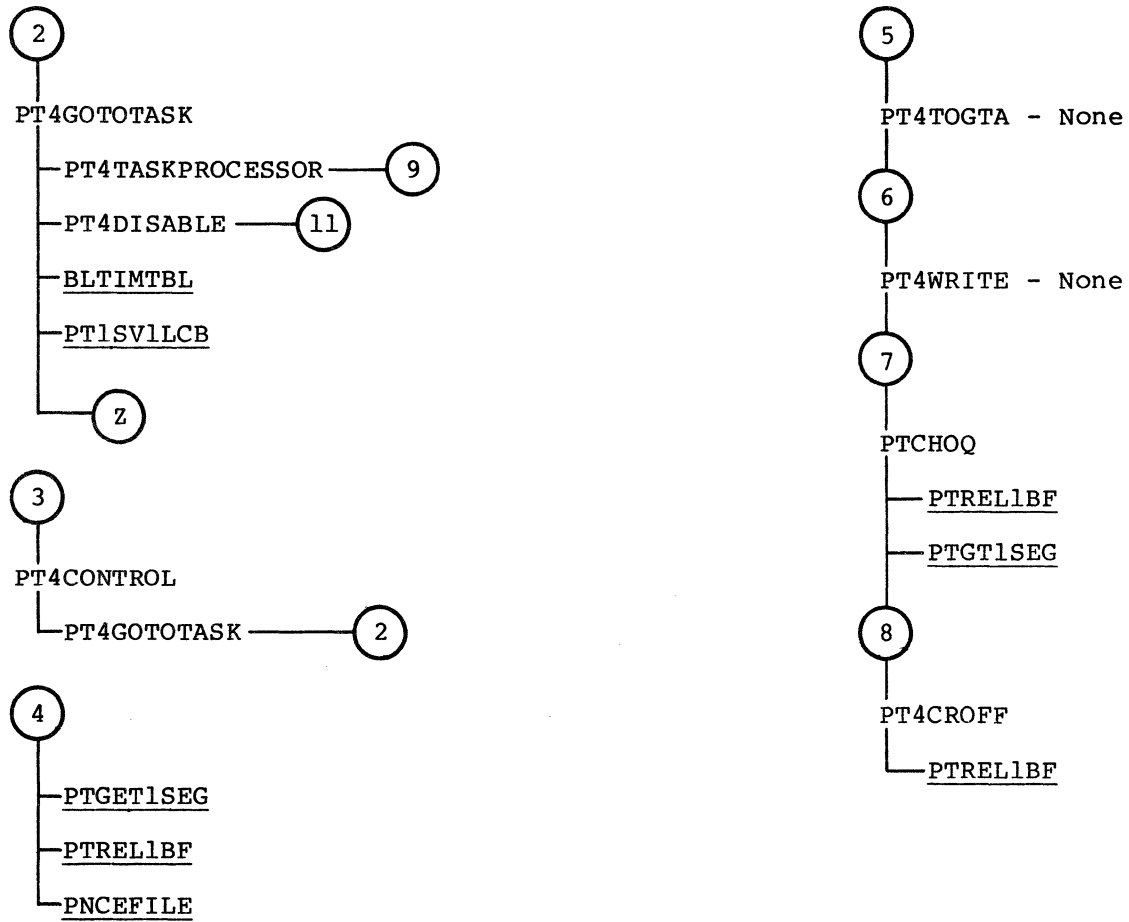 2
PT4GOTOTASK
PT4TASKPROCESSOR 9
PT4DISABLE 11
BLTIMTBL
PT1SV1LCB
Z
3
PT4CONTROL
PT4GOTOTASK 2
4
PTGET1SEG
PTREL1BF
PNCEFILE
5
PT4TOGTA - None
6
PT4WRITE - None
7
PTCHOQ
PTREL1BF
PTGT1SEG
8
PT4CROFF
PTREL1BF